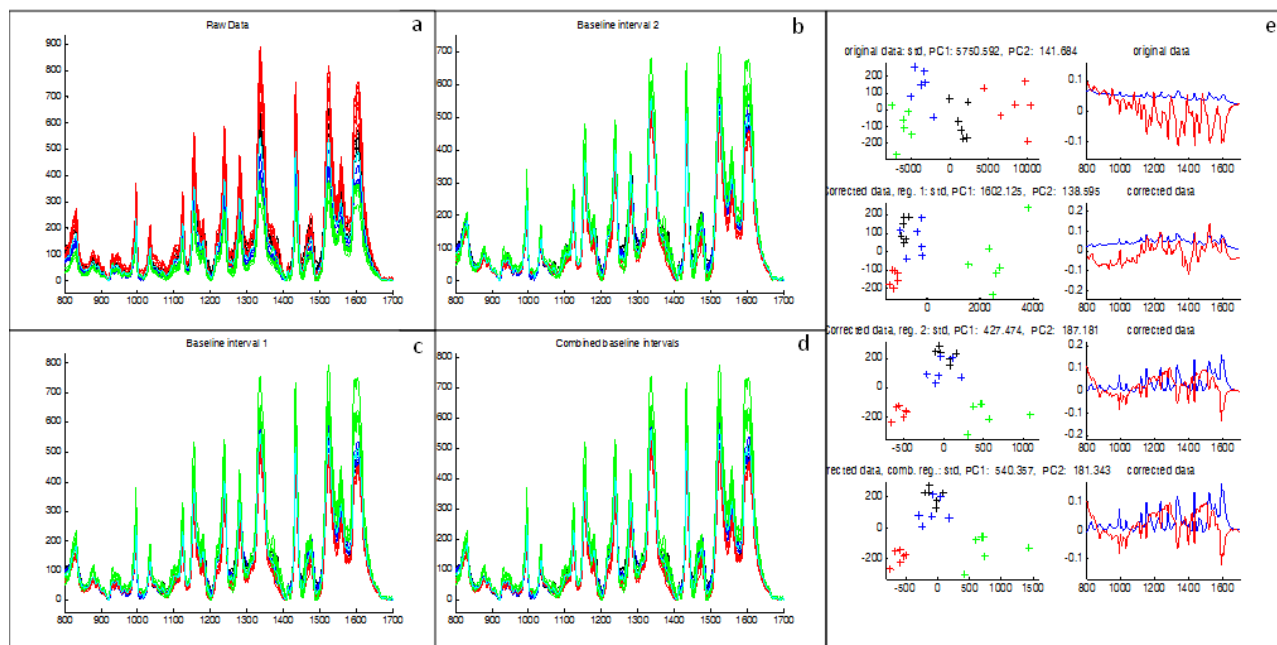 Raw Data
a
900
800
700
600
500
400
300
200
100
0
800 900 1000 1100 1200 1300 1400 1500 1600 1700
Baseline interval 2
b
700
600
500
400
300
200
100
0
800 900 1000 1100 1200 1300 1400 1500 1600 1700
Baseline interval 1
c
800
700
600
500
400
300
200
100
0
800 900 1000 1100 1200 1300 1400 1500 1600 1700
Combined baseline intervals
d
800
700
600
500
400
300
200
100
0
800 900 1000 1100 1200 1300 1400 1500 1600 1700
e
original data: std, PC1: 5750.592, PC2: 141.684
original data
200
100
0
-100
-200
-5000 0 5000 10000
0.1
0
-0.1
800 1000 1200 1400 1600
Corrected data, reg. 1: std, PC1: 1602.125, PC2: 138.595
corrected data
200
100
0
-100
-200
0 2000 4000
0.2
0.1
0
-0.1
800 1000 1200 1400 1600
Corrected data, reg. 2: std, PC1: 427.474, PC2: 187.181
corrected data
200
0
-200
-500 0 500 1000
0.2
0.1
0
-0.1
-0.2
800 1000 1200 1400 1600
rected data, comb. reg.: std, PC1: 540.357, PC2: 181.343
corrected data
200
0
-200
-500 0 500 1000 1500
0.1
0
-0.1
800 1000 1200 1400 1600